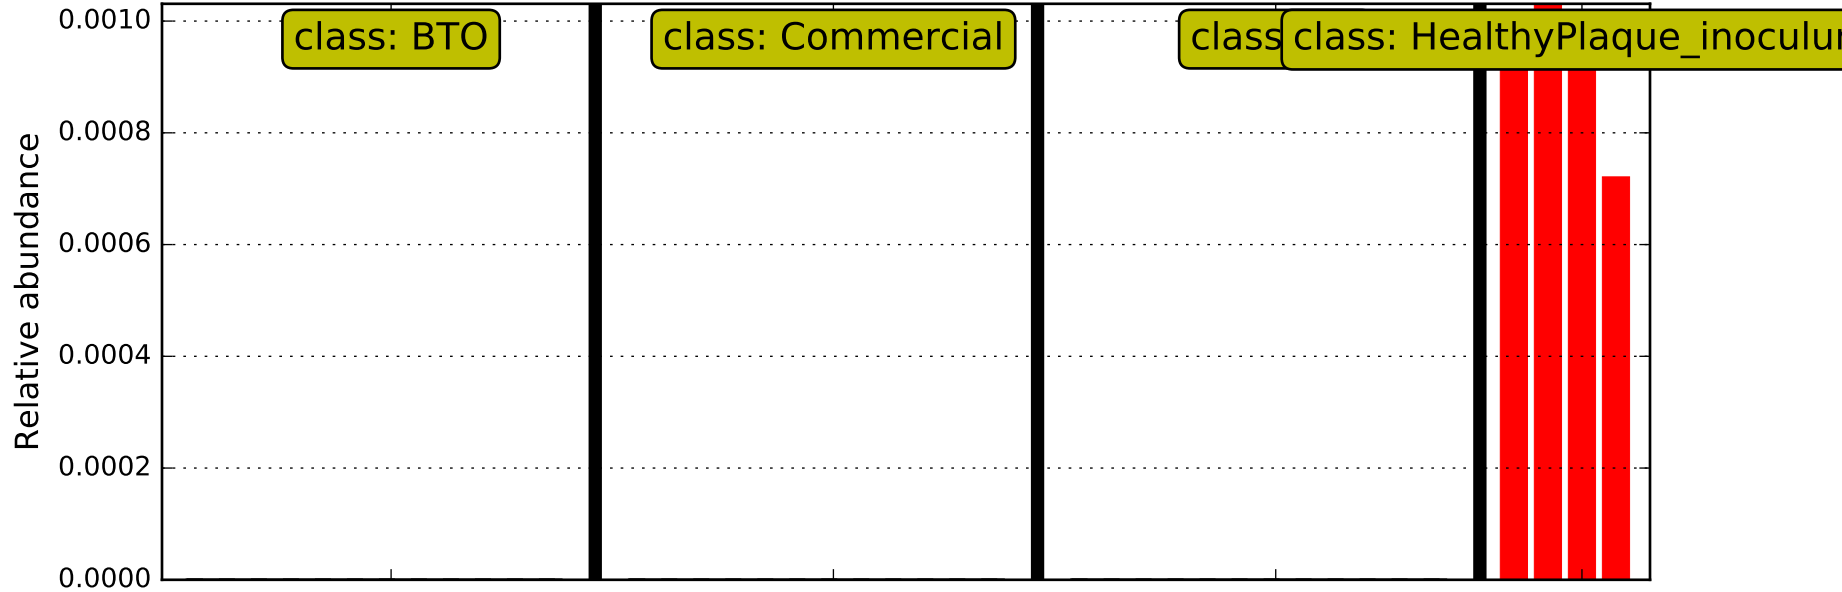 0.0010
class: BTO
class: Commercial
class
class: HealthyPlaque_inoculu
0.0008
0.0006
0.0004
0.0002
0.0000
Relative abundance